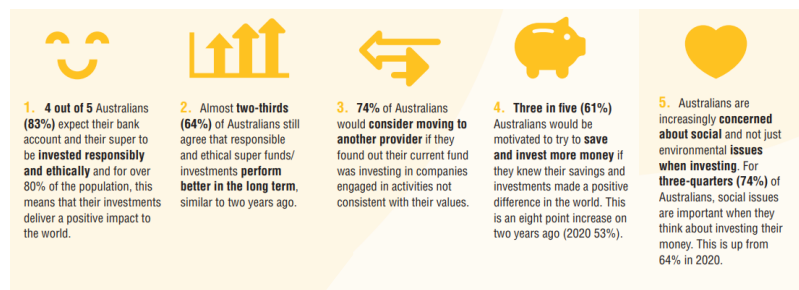 1. 4 out of 5 Australians
(83%) expect their bank
account and their super to
be invested responsibly
and ethically and for over
80% of the population, this
means that their investments
deliver a positive impact to
the world.
2. Almost two-thirds
(64%) of Australians still
agree that responsible
and ethical super funds/
investments perform
better in the long term,
similar to two years ago.
3. 74% of Australians
would consider moving to
another provider if they
found out their current fund
was investing in companies
engaged in activities not
consistent with their values.
4. Three in five (61%)
Australians would be
motivated to try to save
and invest more money if
they knew their savings and
investments made a positive
difference in the world. This
is an eight point increase on
two years ago (2020 53%).
5. Australians are
increasingly concerned
about social and not just
environmental issues
when investing. For
three-quarters (74%) of
Australians, social issues
are important when they
think about investing their
money. This is up from
64% in 2020.